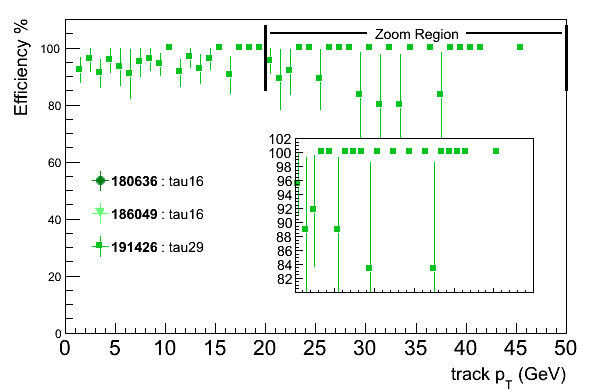 Efficiency %
100
80
60
40
20
0
Zoom Region
102
100
98
96
94
92
90
88
86
84
82
180636 : tau16
186049 : tau16
191426 : tau29
0 5 10 15 20 25 30 35 40 45 50
track pT (GeV)